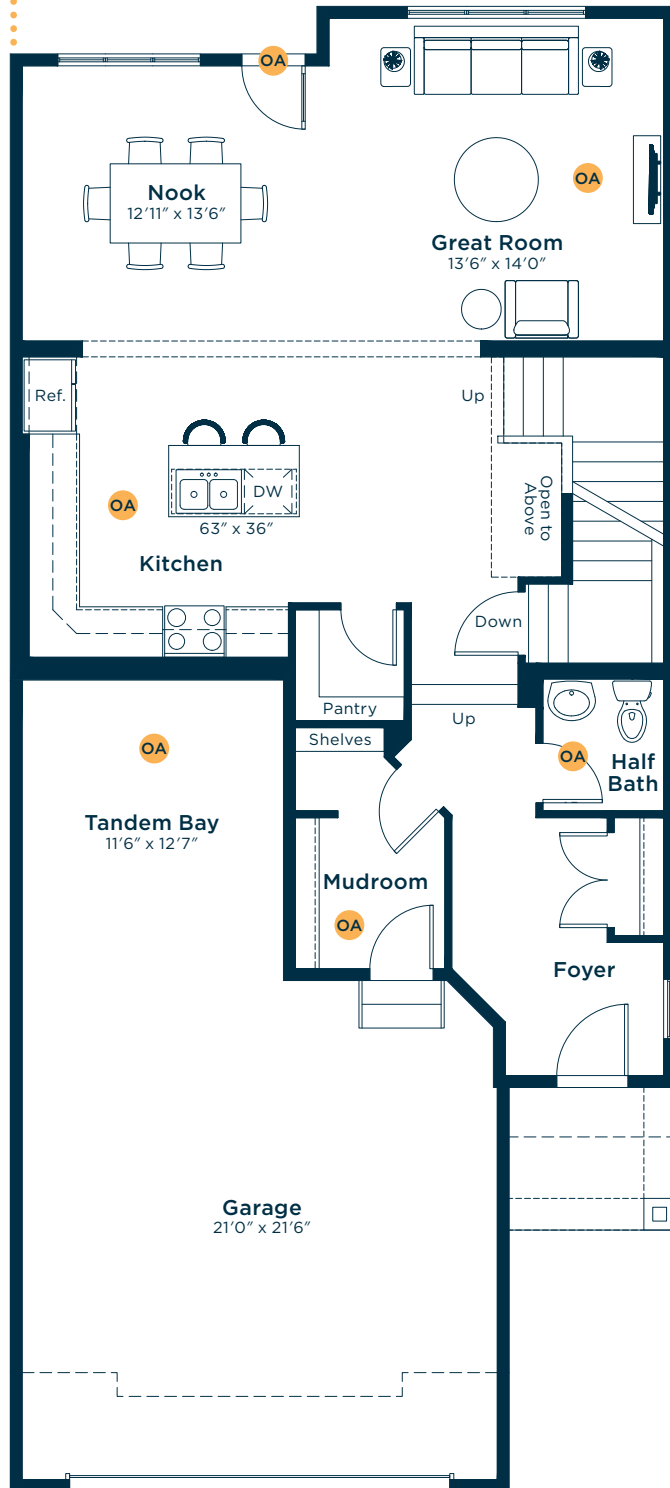 OA
Nook
12'11" x 13'6"
OA
Great Room
13'6" x 14'0"
Ref.
Up
DW
Open to
Above
OA
63" x 36"
Kitchen
Down
Pantry
Up
Shelves
OA
OA
Half
Bath
Tandem Bay
11'6" x 12'7"
Mudroom
OA
Foyer
Garage
21'0" x 21'6"